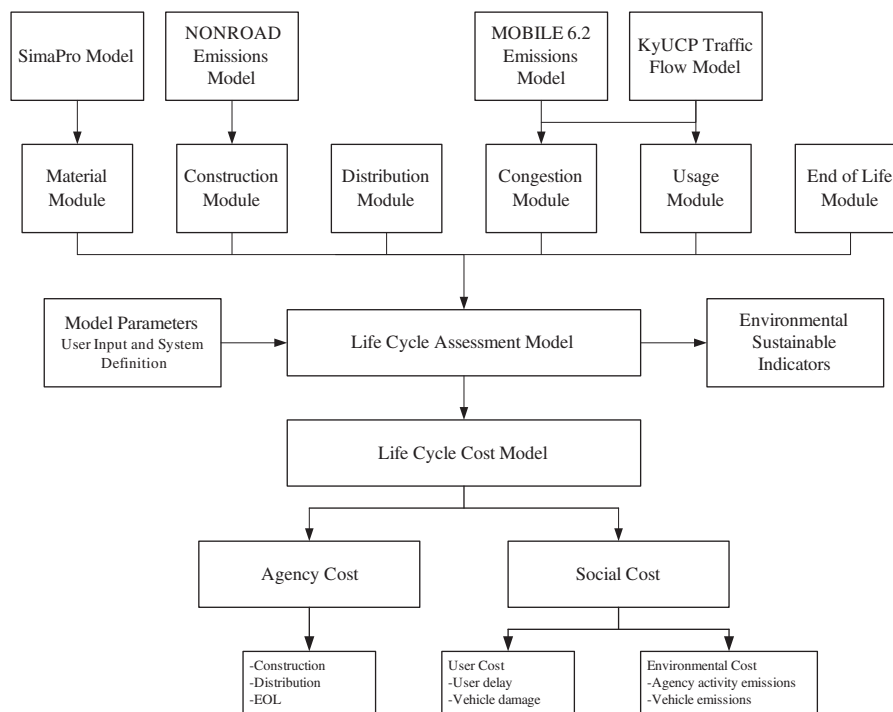 SimaPro Model
NONROAD
Emissions
Model
MOBILE 6.2
Emissions
Model
KyUCP Traffic
Flow Model
Material
Module
Construction
Module
Distribution
Module
Congestion
Module
Usage
Module
End of Life
Module
Model Parameters
User Input and System
Definition
Life Cycle Assessment Model
Environmental
Sustainable
Indicators
Life Cycle Cost Model
Agency Cost
Social Cost
-Construction
-Distribution
-EOL
User Cost
-User delay
-Vehicle damage
Environmental Cost
-Agency activity emissions
-Vehicle emissions